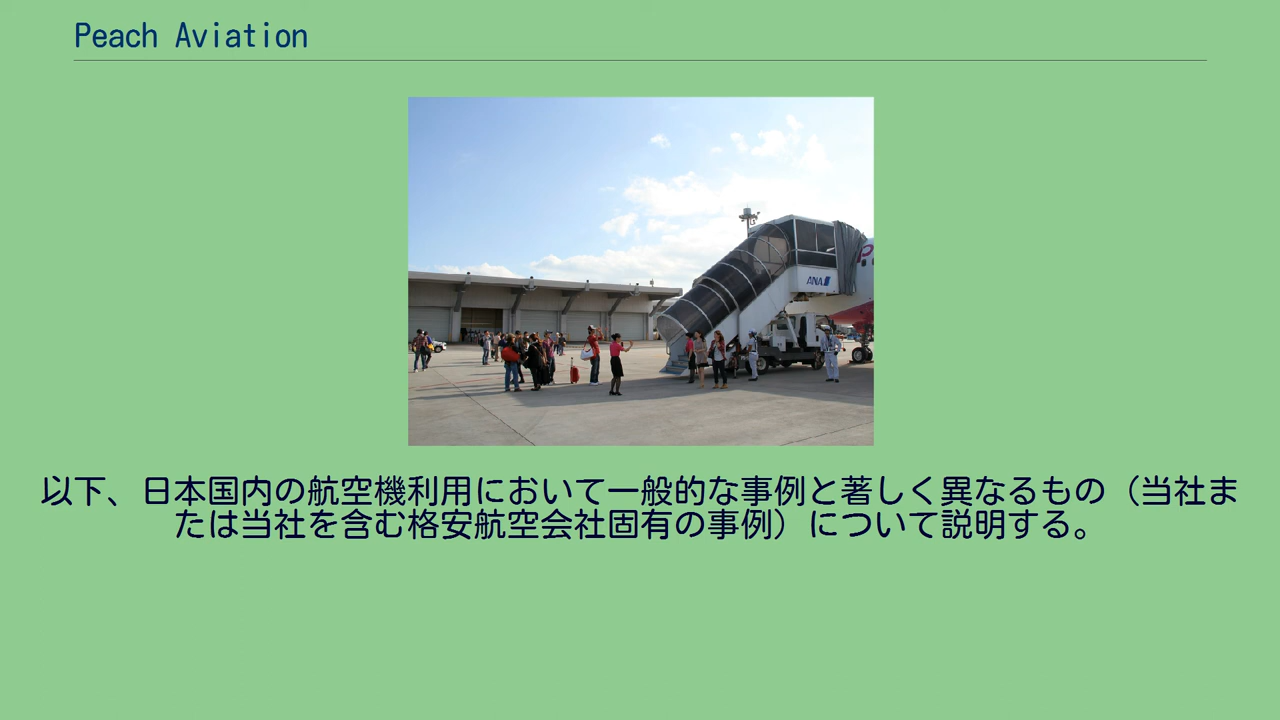 Peach Aviation
ANA
以下、日本国内の航空機利用において一般的な事例と著しく異なるもの（当社ま
たは当社を含む格安航空会社固有の事例）について説明する。